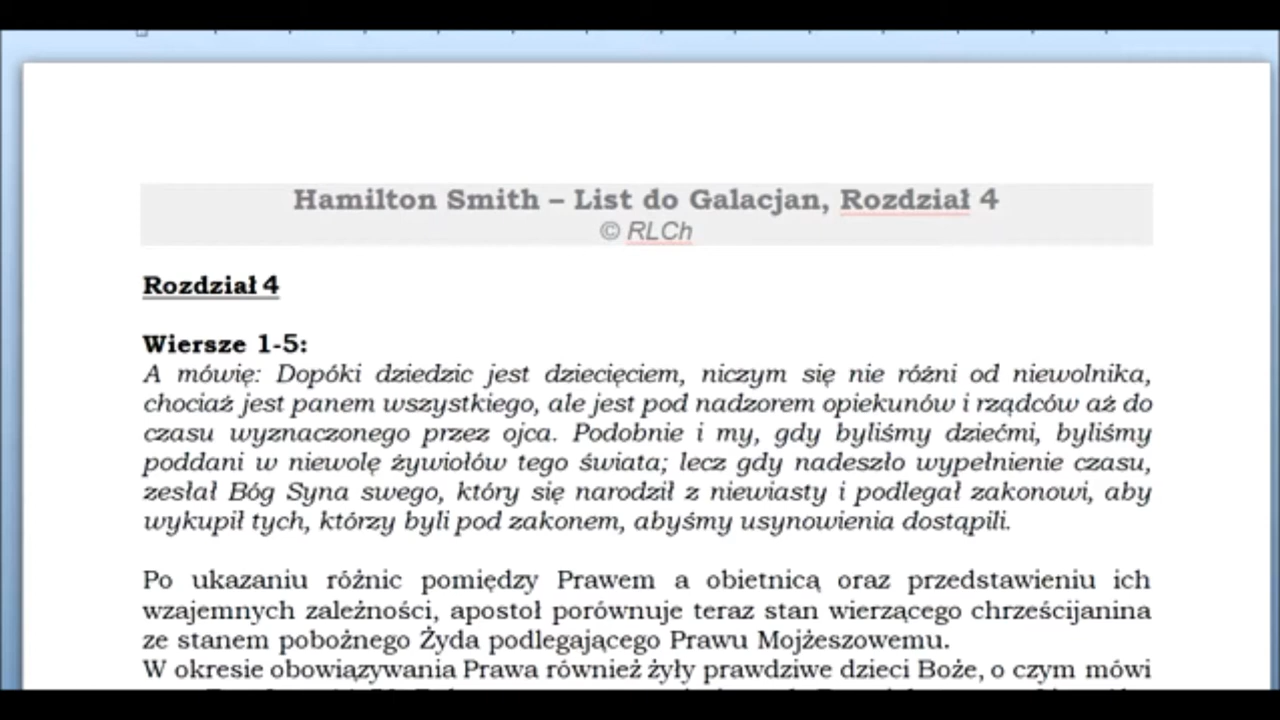 Hamilton Smith – List do Galacjan, Rozdział 4
© RLCh
Rozdział 4
Wiersze 1-5:
A mówię: Dopóki dziedzic jest dziecięciem, niczym się nie różni od niewolnika,
chociaż jest panem wszystkiego, ale jest pod nadzorem opiekunów i rządców aż do
czasu wyznaczonego przez ojca. Podobnie i my, gdy byliśmy dziećmi, byliśmy
poddani w niewolę żywiołów tego świata; lecz gdy nadeszło wypełnienie czasu,
zesłał Bóg Syna swego, który się narodził z niewiasty i podlegał zakonowi, aby
wykupił tych, którzy byli pod zakonem, abyśmy usynowienia dostąpili.
Po ukazaniu różnic pomiędzy Prawem a obietnicą oraz przedstawieniu ich
wzajemnych zależności, apostoł porównuje teraz stan wierzącego chrześcijanina
ze stanem pobożnego Żyda podlegającego Prawu Mojżeszowemu.
W okresie obowiązywania Prawa również żyły prawdziwe dzieci Boże, o czym mówi